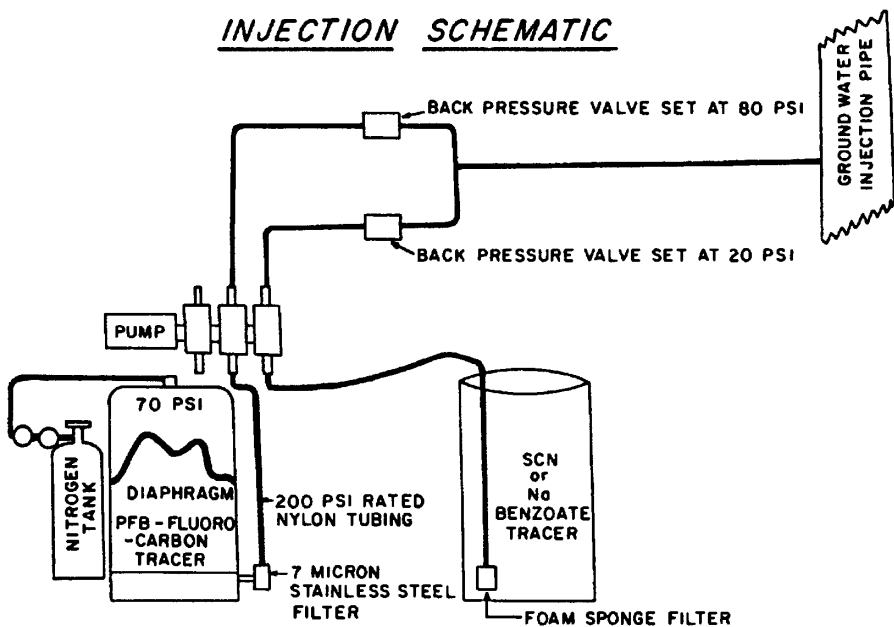 INJECTION SCHEMATIC
BACK PRESSURE VALVE SET AT 80 PSI
GROUND WATER
INJECTION PIPE
BACK PRESSURE VALVE SET AT 20 PSI
PUMP
70 PSI
NITROGEN
TANK
DIAPHRAGM
PFB-FLUORO
-CARBON
TRACER
200 PSI RATED
NYLON TUBING
7 MICRON
STAINLESS STEEL
FILTER
SCN
or
Na
BENZOATE
TRACER
FOAM SPONGE FILTER